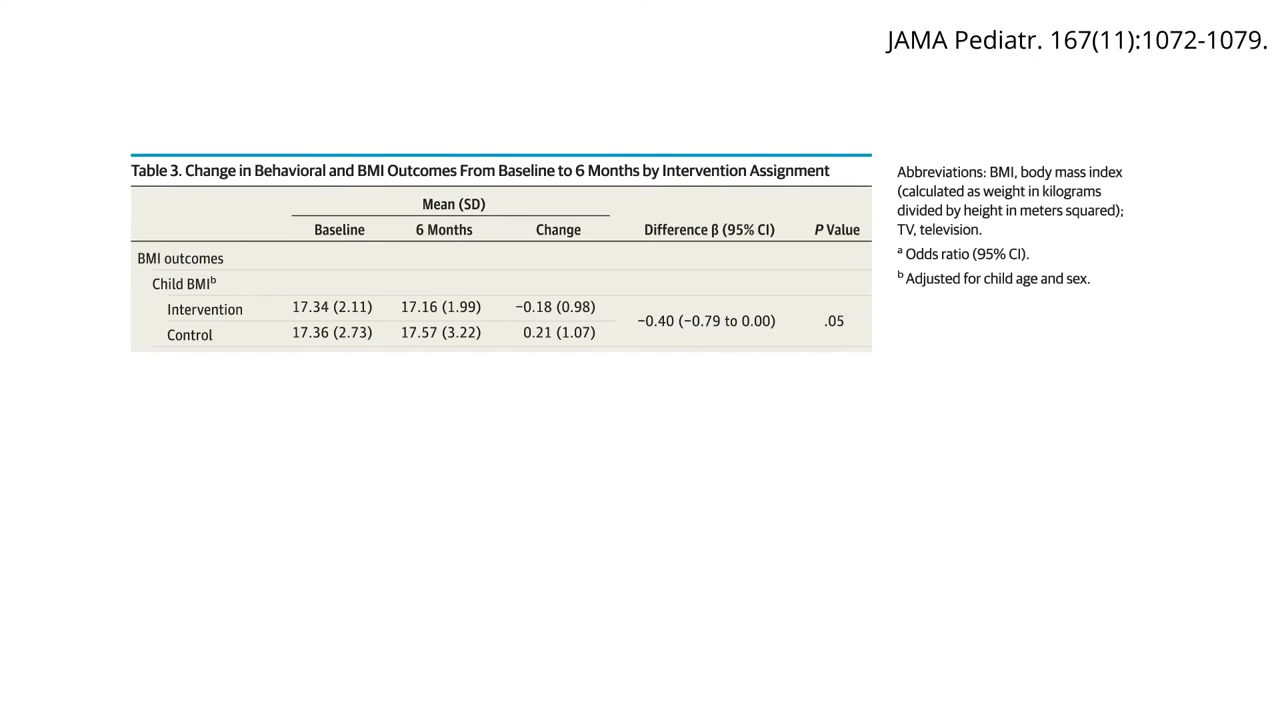 JAMA Pediatr. 167(11):1072-1079.
Table 3. Change in Behavioral and BMI Outcomes From Baseline to 6 Months by Intervention Assignment
Mean (SD)
Baseline 6 Months Change Difference β (95% CI) P Value
BMI outcomes
Child BMIᵇ
Intervention 17.34 (2.11) 17.16 (1.99) −0.18 (0.98)
−0.40 (−0.79 to 0.00) .05
Control 17.36 (2.73) 17.57 (3.22) 0.21 (1.07)
Abbreviations: BMI, body mass index
(calculated as weight in kilograms
divided by height in meters squared);
TV, television.
ᵃ Odds ratio (95% CI).
ᵇ Adjusted for child age and sex.